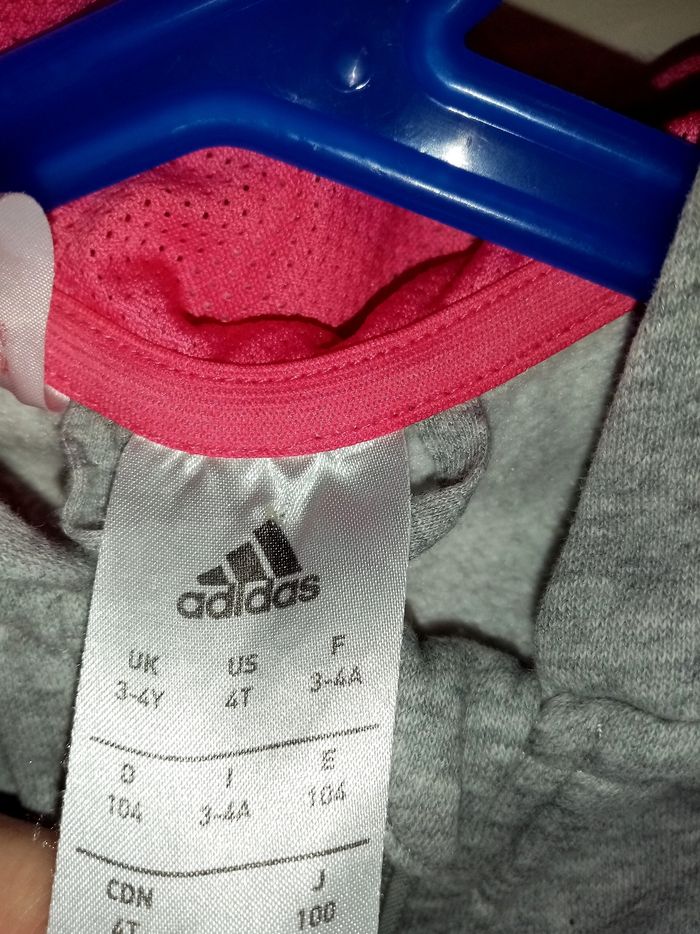 adidas
UK US F
3-4Y 4T 3-4A
D I E
104 3-4A 104
CDN J
4T 100